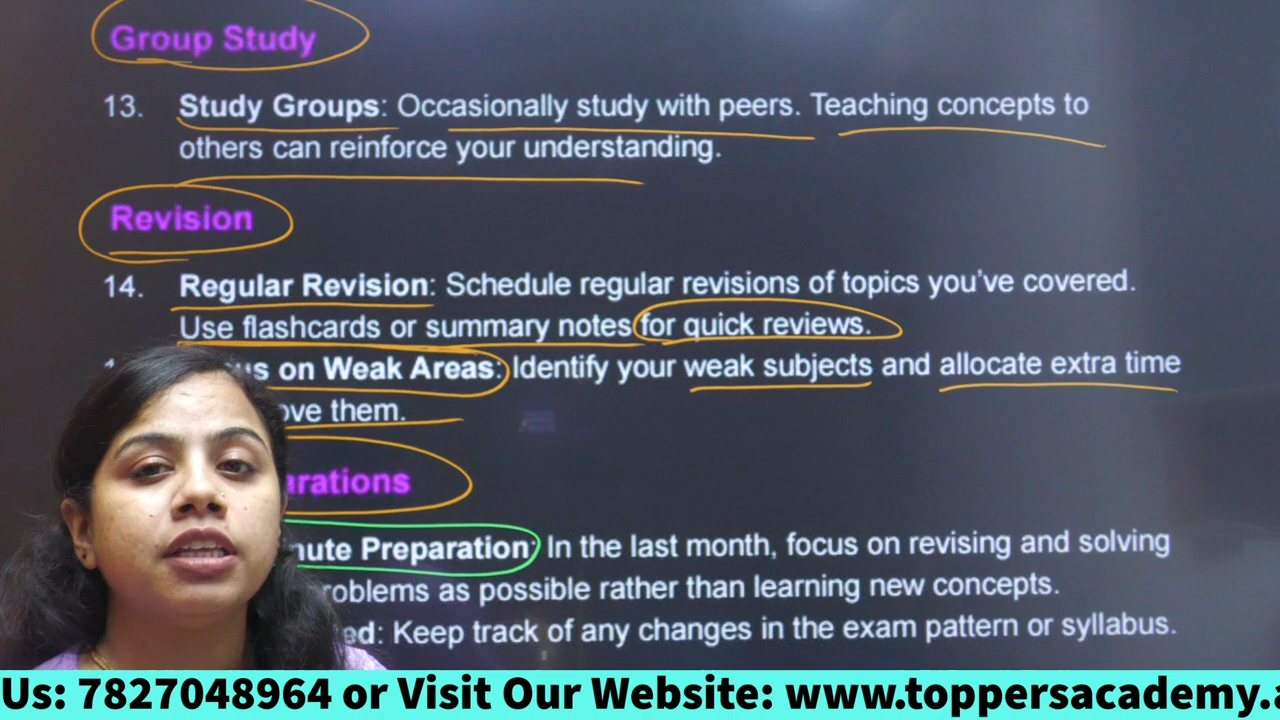 Group Study
13. Study Groups: Occasionally study with peers. Teaching concepts to
others can reinforce your understanding.
Revision
14. Regular Revision: Schedule regular revisions of topics you've covered.
Use flashcards or summary notes for quick reviews.
on Weak Areas: Identify your weak subjects and allocate extra time
them.
Preparation: In the last month, focus on revising and solving
as possible rather than learning new concepts.
Keep track of any changes in the exam pattern or syllabus.
Us: 7827048964 or Visit Our Website: www.toppersacademy.